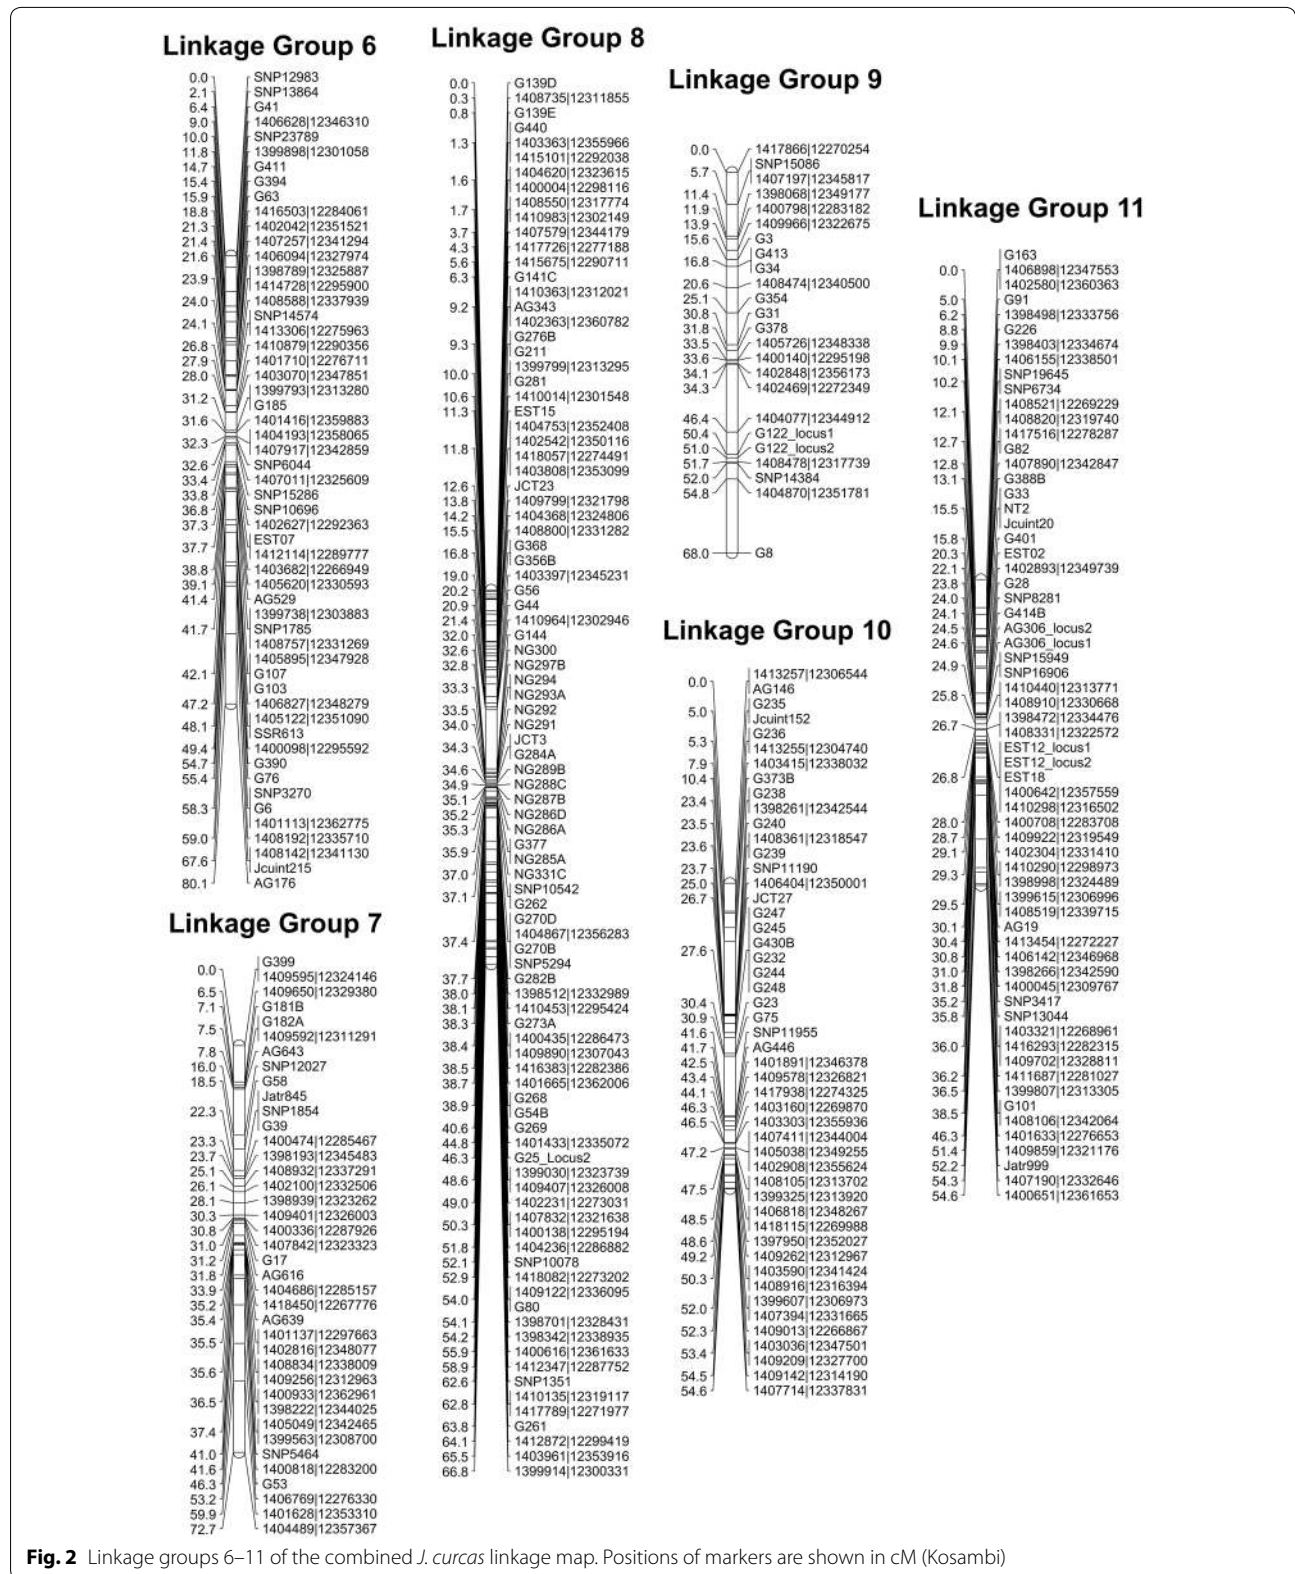 Linkage Group 6
0.0 SNP12983
2.1 SNP13864
6.4 G41
9.0 1406628|12346310
10.0 SNP23789
11.8 1399898|12301058
14.7 G411
15.4 G394
15.9 G63
18.8 1416503|12284061
21.3 1402042|12351521
21.4 1407257|12341294
21.6 1406094|12327974
1398789|12325887
23.9
1414728|12295900
24.0 1408588|12337939
SNP14574
24.1
1413306|12275963
26.8 1410879|12290356
27.9 1401710|12276711
28.0 1403070|12347851
1399793|12313280
31.2
G185
31.6 1401416|12359883
1404193|12358065
32.3
1407917|12342859
32.6 SNP6044
33.4 1407011|12325609
33.8 SNP15286
36.8 SNP10696
37.3 1402627|12292363
EST07
37.7
1412114|12289777
38.8 1403682|12266949
39.1 1405620|12330593
41.4 AG529
1399738|12303883
41.7 SNP1785
1408757|12331269
1405895|12347928
42.1 G107
G103
47.2 1406827|12348279
1405122|12351090
48.1
SSR613
49.4 1400098|12295592
54.7 G390
55.4 G76
SNP3270
58.3 G6
1401113|12362775
59.0 1408192|12335710
1408142|12341130
67.6 Jcuint215
80.1 AG176
Linkage Group 7
G399
0.0
1409595|12324146
6.5 1409650|12329380
7.1 G181B
G182A
7.5
1409592|12311291
7.8 AG643
16.0 SNP12027
18.5 G58
Jatr845
22.3 SNP1854
G39
23.3 1400474|12285467
23.7 1398193|12345483
25.1 1408932|12337291
26.1 1402100|12332506
28.1 1398939|12323262
30.3 1409401|12326003
30.8 1400336|12287926
31.0 1407842|12323323
31.2 G17
31.8 AG616
33.9 1404686|12285157
35.2 1418450|12267776
35.4 AG639
1401137|12297663
35.5
1402816|12348077
1408834|12338009
35.6
1409256|12312963
1400933|12362961
36.5
1398222|12344025
1405049|12342465
37.4
1399563|12308700
41.0 SNP5464
41.6 1400818|12283200
46.3 G53
53.2 1406769|12276330
59.9 1401628|12353310
72.7 1404489|12357367
Linkage Group 8
0.0 G139D
0.3 1408735|12311855
0.8 G139E
G440
1.3 1403363|12355966
1415101|12292038
1404620|12323615
1.6 1400004|12298116
1408550|12317774
1.7 1410983|12302149
3.7 1407579|12344179
4.3 1417726|12277188
5.6 1415675|12290711
6.3 G141C
1410363|12312021
9.2 AG343
1402363|12360782
G276B
9.3 G211
1399799|12313295
10.0 G281
10.6 1410014|12301548
11.3 EST15
1404753|12352408
1402542|12350116
11.8
1418057|12274491
1403808|12353099
12.6 JCT23
13.8 1409799|12321798
14.2 1404368|12324806
15.5 1408800|12331282
G368
16.8
G356B
19.0 1403397|12345231
20.2 G56
20.9 G44
21.4 1410964|12302946
32.0 G144
32.6 NG300
32.8 NG297B
NG294
33.3
NG293A
33.5 NG292
34.0 NG291
JCT3
34.3
G284A
34.6 NG289B
34.9 NG288C
35.1 NG287B
35.2 NG286D
35.3 NG286A
G377
35.9
NG285A
37.0 NG331C
SNP10542
37.1
G262
G270D
1404867|12356283
37.4
G270B
SNP5294
37.7 G282B
38.0 1398512|12332989
38.1 1410453|12295424
38.3 G273A
1400435|12286473
38.4
1409890|12307043
38.5 1416383|12282386
38.7 1401665|12362006
G268
38.9
G54B
40.6 G269
44.8 1401433|12335072
46.3 G25_Locus2
1399030|12323739
48.6
1409407|12326008
49.0 1402231|12273031
1407832|12321638
50.3
1400138|12295194
51.8 1404236|12286882
52.1 SNP10078
52.9 1418082|12273202
1409122|12336095
54.0
G80
54.1 1398701|12328431
54.2 1398342|12338935
55.9 1400616|12361633
58.9 1412347|12287752
62.6 SNP1351
1410135|12319117
62.8
1417789|12271977
63.8 G261
64.1 1412872|12299419
65.5 1403961|12353916
66.8 1399914|12300331
Linkage Group 9
0.0 1417866|12270254
SNP15086
5.7
1407197|12345817
11.4 1398068|12349177
11.9 1400798|12283182
13.9 1409966|12322675
15.6 G3
G413
16.8
G34
20.6 1408474|12340500
25.1 G354
30.8 G31
31.8 G378
33.5 1405726|12348338
33.6 1400140|12295198
34.1 1402848|12356173
34.3 1402469|12272349
46.4 1404077|12344912
50.4 G122_locus1
51.0 G122_locus2
51.7 1408478|12317739
52.0 SNP14384
54.8 1404870|12351781
68.0 G8
Linkage Group 10
1413257|12306544
0.0
AG146
G235
5.0
Jcuint152
G236
5.3
1413255|12304740
7.9 1403415|12338032
10.4 G373B
G238
23.4
1398261|12342544
23.5 G240
1408361|12318547
23.6
G239
23.7 SNP11190
25.0 1406404|12350001
26.7 JCT27
G247
G245
G430B
27.6
G232
G244
G248
30.4 G23
30.9 G75
41.6 SNP11955
41.7 AG446
42.5 1401891|12346378
43.4 1409578|12326821
44.1 1417938|12274325
46.3 1403160|12269870
46.5 1403303|12355936
1407411|12344004
47.2 1405038|12349255
1402908|12355624
1408105|12313702
47.5
1399325|12313920
1406818|12348267
48.5
1418115|12269988
48.6 1397950|12352027
49.2 1409262|12312967
1403590|12341424
50.3
1408916|12316394
1399607|12306973
52.0
1407394|12331665
52.3 1409013|12266867
1403036|12347501
53.4
1409209|12327700
54.5 1409142|12314190
54.6 1407714|12337831
Linkage Group 11
G163
0.0 1406898|12347553
1402580|12360363
5.0 G91
6.2 1398498|12333756
8.8 G226
9.9 1398403|12334674
10.1 1406155|12338501
SNP19645
10.2
SNP6734
1408521|12269229
12.1
1408820|12319740
1417516|12278287
12.7
G82
12.8 1407890|12342847
13.1 G388B
G33
15.5 NT2
Jcuint20
15.8 G401
20.3 EST02
22.1 1402893|12349739
23.8 G28
24.0 SNP8281
24.1 G414B
24.5 AG306_locus2
24.6 AG306_locus1
SNP15949
24.9
SNP16906
1410440|12313771
25.8
1408910|12330668
1398472|12334476
26.7
1408331|12322572
EST12_locus1
EST12_locus2
26.8 EST18
1400642|12357559
1410298|12316502
28.0 1400708|12283708
28.7 1409922|12319549
29.1 1402304|12331410
1410290|12298973
29.3
1398998|12324489
1399615|12306996
29.5
1408519|12339715
30.1 AG19
30.4 1413454|12272227
30.8 1406142|12346968
31.0 1398266|12342590
31.8 1400045|12309767
35.2 SNP3417
35.8 SNP13044
1403321|12268961
36.0 1416293|12282315
1409702|12328811
36.2 1411687|12281027
36.5 1399807|12313305
G101
38.5
1408106|12342064
46.3 1401633|12276653
51.4 1409859|12321176
52.2 Jatr999
54.3 1407190|12332646
54.6 1400651|12361653
Fig. 2 Linkage groups 6–11 of the combined J. curcas linkage map. Positions of markers are shown in cM (Kosambi)